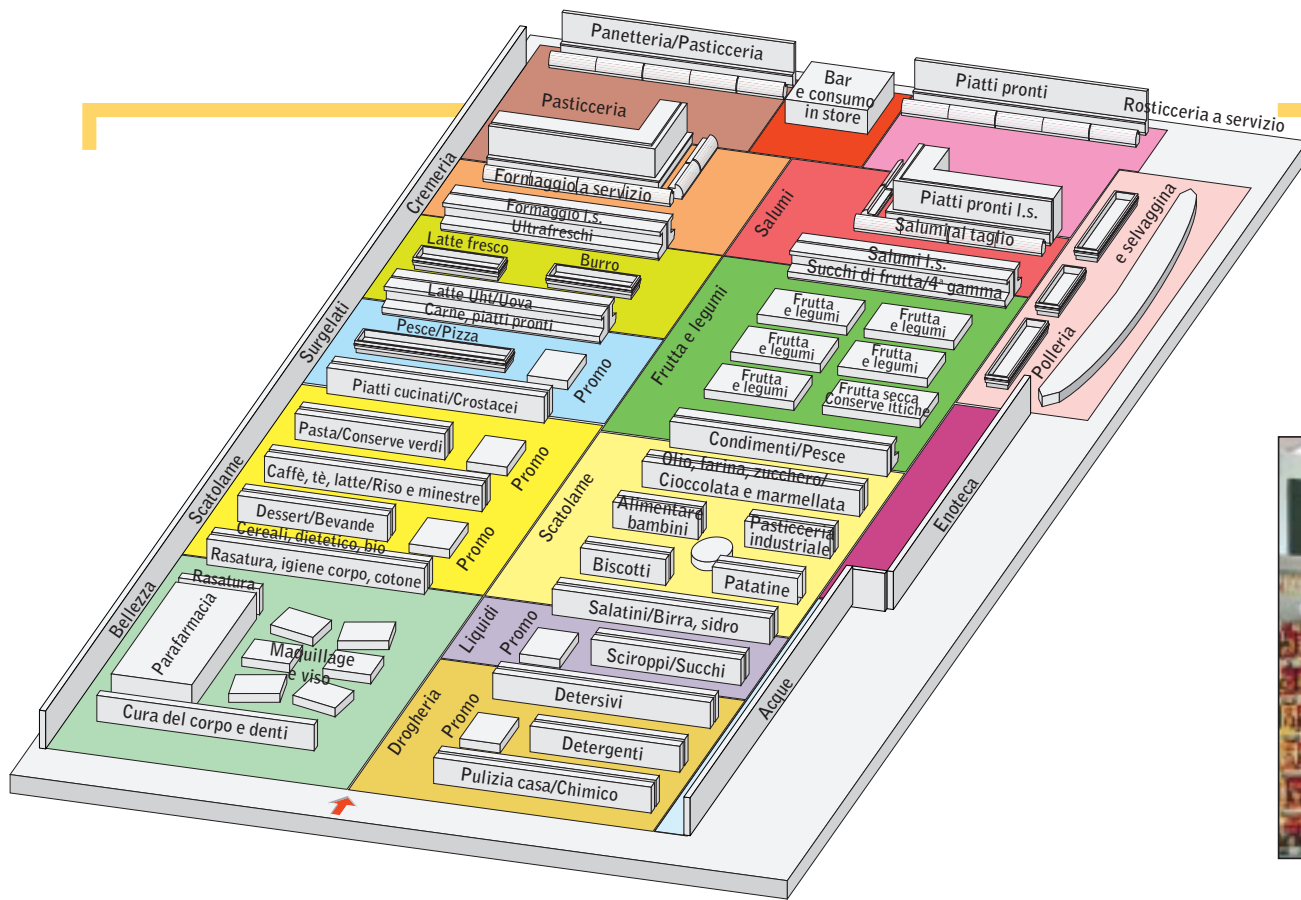 Panetteria/Pasticceria
Bar
e consumo
in store
Piatti pronti
Rosticceria a servizio
Pasticceria
Cremeria
Formaggio a servizio
Formaggio l.s.
Ultrafreschi
Salumi
Piatti pronti l.s.
Salumi al taglio
Salumi l.s.
Succhi di frutta/4ª gamma
Polleria
e selvaggina
Latte fresco
Burro
Latte Uht/Uova
Carne, piatti pronti
Surgelati
Pesce/Pizza
Promo
Piatti cucinati/Crostacei
Frutta e legumi
Frutta
e legumi
Frutta
e legumi
Frutta
e legumi
Frutta
e legumi
Frutta
e legumi
Frutta secca
Conserve ittiche
Condimenti/Pesce
Scatolame
Pasta/Conserve verdi
Promo
Caffè, tè, latte/Riso e minestre
Dessert/Bevande
Promo
Cereali, dietetico, bio
Rasatura, igiene corpo, cotone
Scatolame
Olio, farina, zucchero/
Cioccolata e marmellata
Alimentare
bambini
Pasticceria
industriale
Biscotti
Patatine
Salatini/Birra, sidro
Enoteca
Bellezza
Rasatura
Parafarmacia
Maquillage
e viso
Cura del corpo e denti
Liquidi
Promo
Sciroppi/Succhi
Detersivi
Acque
Drogheria
Promo
Detergenti
Pulizia casa/Chimico